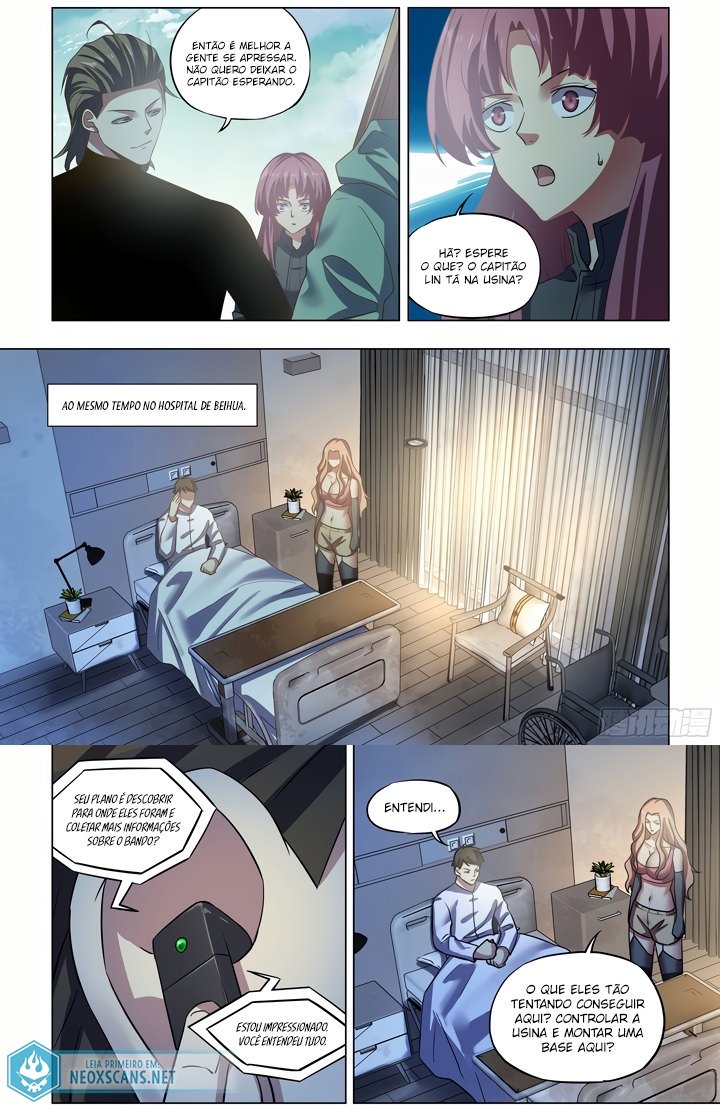 ENTÃO É MELHOR A
GENTE SE APRESSAR.
NÃO QUERO DEIXAR O
CAPITÃO ESPERANDO.
HÃ? ESPERE
O QUE? O CAPITÃO
LIN TÁ NA USINA?
AO MESMO TEMPO NO HOSPITAL DE BEIHUA.
SEU PLANO É DESCOBRIR
PARA ONDE ELES FORAM E
COLETAR MAIS INFORMAÇÕES
SOBRE O BANDO?
ESTOU IMPRESSIONADO.
VOCÊ ENTENDEU TUDO.
ENTENDI...
O QUE ELES TÃO
TENTANDO CONSEGUIR
AQUI? CONTROLAR A
USINA E MONTAR UMA
BASE AQUI?
LEIA PRIMEIRO EM:
NEOXSCANS.NET